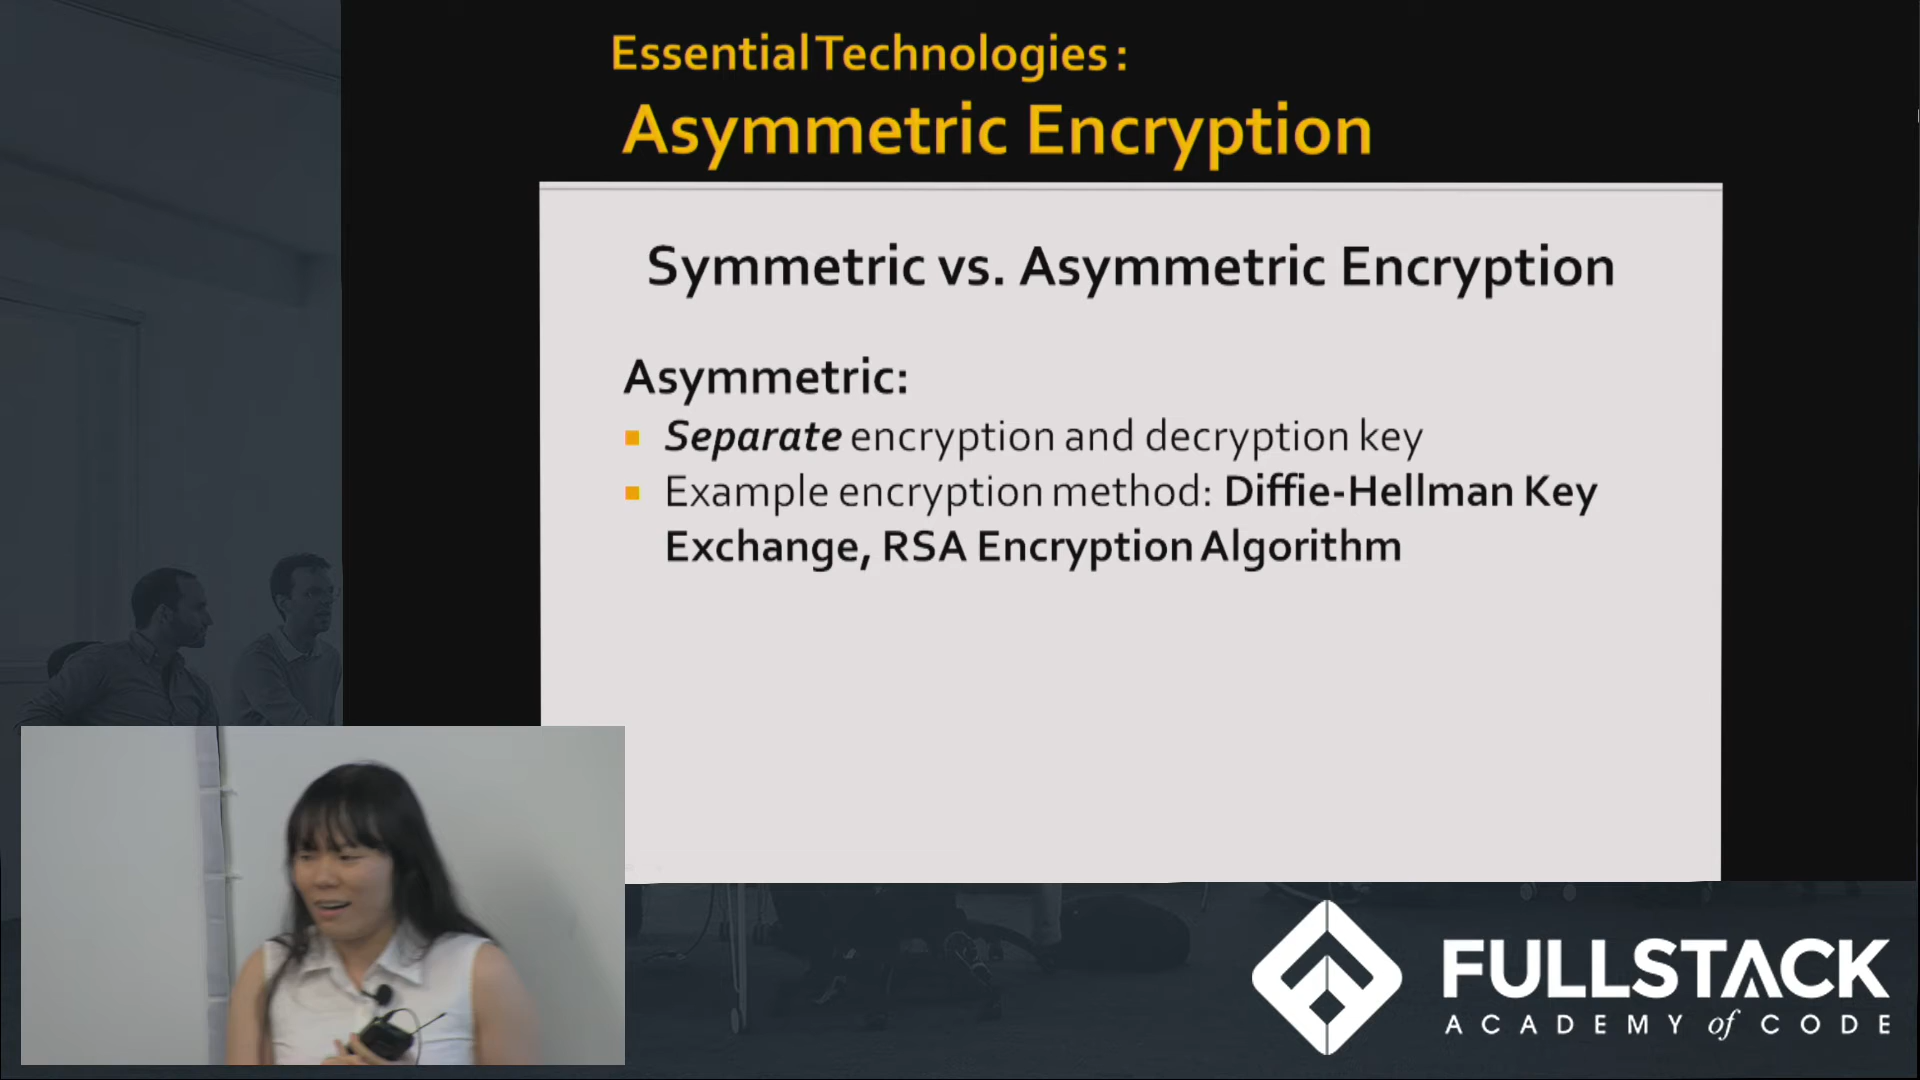 Essential Technologies :
Asymmetric Encryption
Symmetric vs. Asymmetric Encryption
Asymmetric:
Separate encryption and decryption key
Example encryption method: Diffie-Hellman Key
Exchange, RSA Encryption Algorithm
FULLSTACK
ACADEMY of CODE